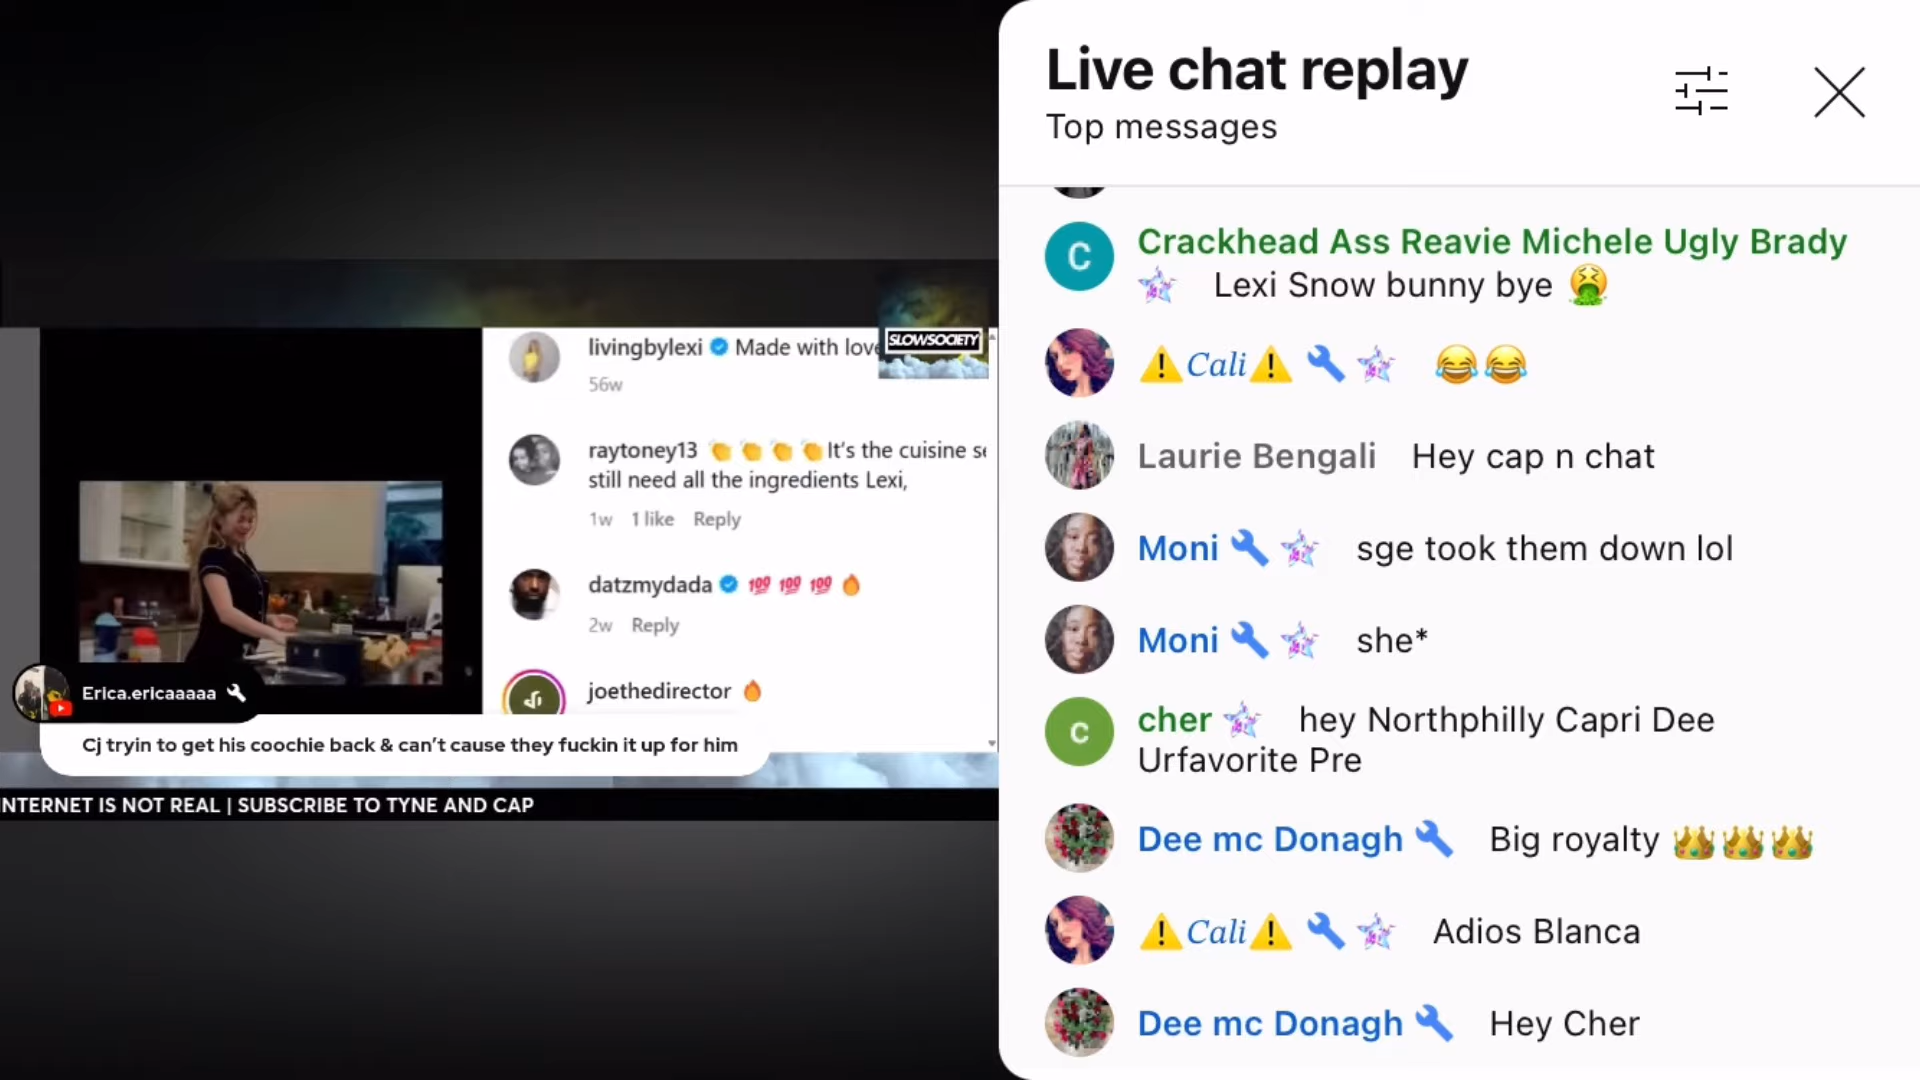 livingbylexi Made with love
SLOWSOCIETY
56w
raytoney13 👏👏👏👏It's the cuisine
still need all the ingredients Lexi,
1w 1 like Reply
datzmydada 💯💯💯🔥
2w Reply
joethedirector 🔥
Erica.ericaaaaa
Cj tryin to get his coochie back & can't cause they fuckin it up for him
NTERNET IS NOT REAL | SUBSCRIBE TO TYNE AND CAP
Live chat replay
Top messages
C
Crackhead Ass Reavie Michele Ugly Brady
Lexi Snow bunny bye 🤮
⚠️Cali⚠️ 😂😂
Laurie Bengali Hey cap n chat
Moni sge took them down lol
Moni she*
c
cher hey Northphilly Capri Dee
Urfavorite Pre
Dee mc Donagh Big royalty 👑👑👑
⚠️Cali⚠️ Adios Blanca
Dee mc Donagh Hey Cher